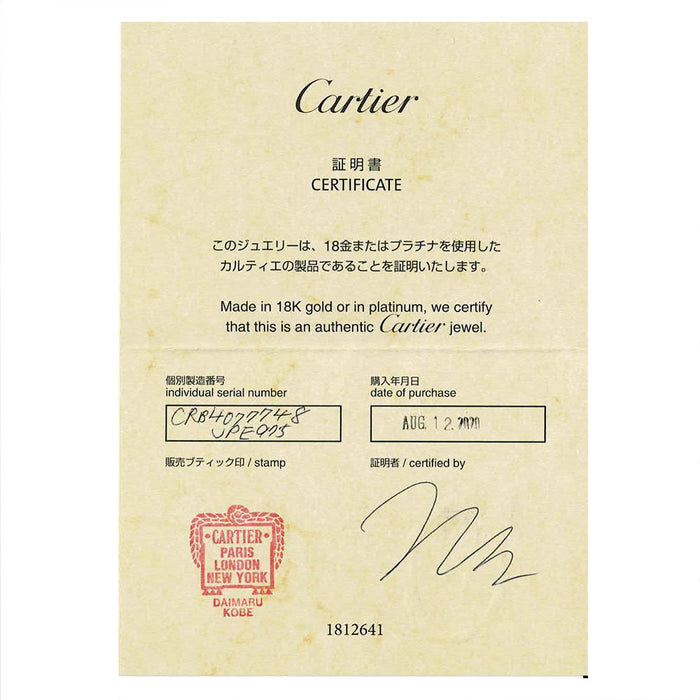 Cartier
証明書
CERTIFICATE
このジュエリーは、18金またはプラチナを使用した
カルティエの製品であることを証明いたします。
Made in 18K gold or in platinum, we certify
that this is an authentic Cartier jewel.
個別製造番号
individual serial number
CRB4077748
UPE975
購入年月日
date of purchase
AUG. 12. 2020
販売ブティック印 / stamp
証明者 / certified by
CARTIER
PARIS
LONDON
NEW YORK
DAIMARU
KOBE
1812641